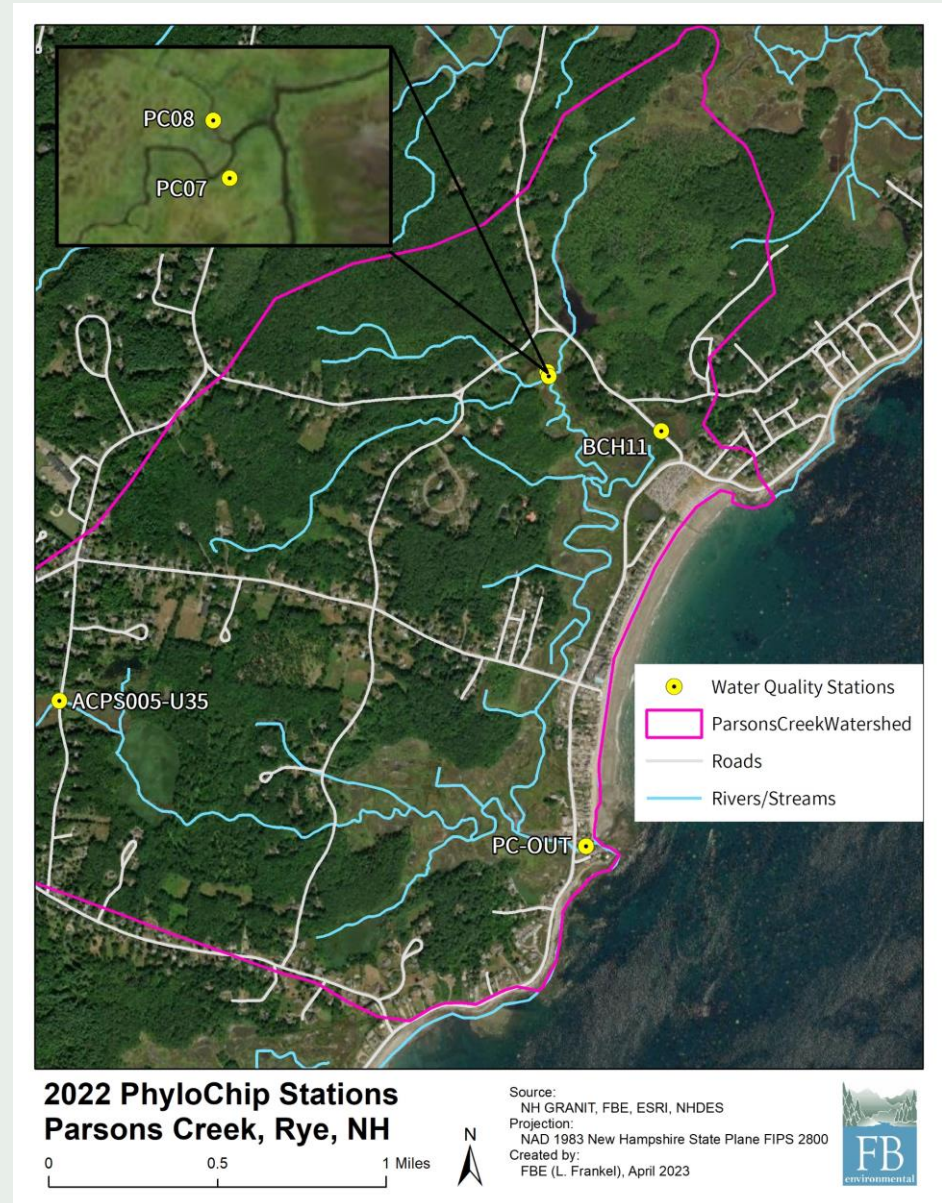 PC08
PC07
BCH11
ACPS005-U35
PC-OUT
Water Quality Stations
ParsonsCreekWatershed
Roads
Rivers/Streams
2022 PhyloChip Stations
Parsons Creek, Rye, NH
0 0.5 1 Miles
N
Source:
NH GRANIT, FBE, ESRI, NHDES
Projection:
NAD 1983 New Hampshire State Plane FIPS 2800
Created by:
FBE (L. Frankel), April 2023
FB
environmental